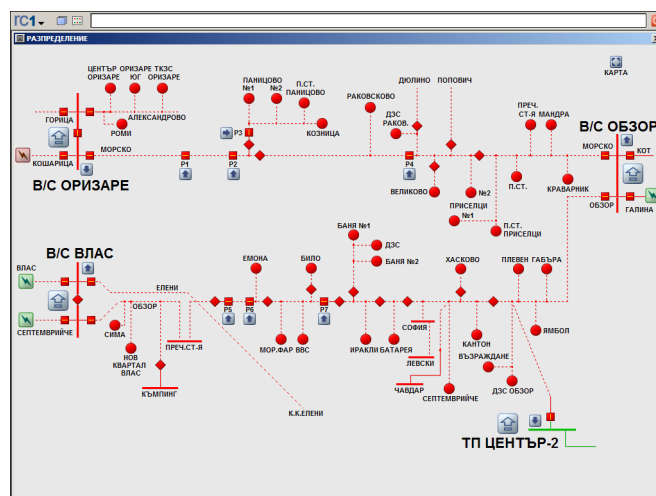 rc1
РАЗПРЕДЕЛЕНИЕ
КАРТА
ЦЕНТЪР
ОРИЗАРЕ
ОРИЗАРЕ
ЮГ
ТКЗС
ОРИЗАРЕ
ГОРИЦА
РОМИ
АЛЕКСАНДРОВО
КОШАРИЦА
МОРСКО
В/С ОРИЗАРЕ
Р1
Р2
Р3
ПАНИЦОВО
№1
№2
П.СТ.
ПАНИЦОВО
КОЗНИЦА
РАКОВСКОВО
ДЮЛИНО
ПОПОВИЧ
ДЗС
РАКОВ.
Р4
ВЕЛИКОВО
№2
ПРИСЕЛЦИ
№1
П.СТ.
ПРИСЕЛЦИ
П.СТ.
ПРЕЧ.
СТ-Я
МАНДРА
КРАВАРНИК
В/С ОБЗОР
МОРСКО
КОТ
ОБЗОР
ГАЛИНА
В/С ВЛАС
ВЛАС
ЕЛЕНИ
СЕПТЕМВРИЙЧЕ
ОБЗОР
СИМА
НОВ
КВАРТАЛ
ВЛАС
КЪМПИНГ
ПРЕЧ.СТ-Я
К.К.ЕЛЕНИ
Р5
Р6
ЕМОНА
БИЛО
Р7
МОР.ФАР
ВВС
БАНЯ №1
ДЗС
БАНЯ №2
ИРАКЛИ
БАТАРЕЯ
СОФИЯ
ЛЕВСКИ
ЧАВДАР
СЕПТЕМВРИЙЧЕ
ХАСКОВО
КАНТОН
ВЪЗРАЖДАНЕ
ДЗС ОБЗОР
ПЛЕВЕН
ГАБЪРА
ЯМБОЛ
ТП ЦЕНТЪР-2